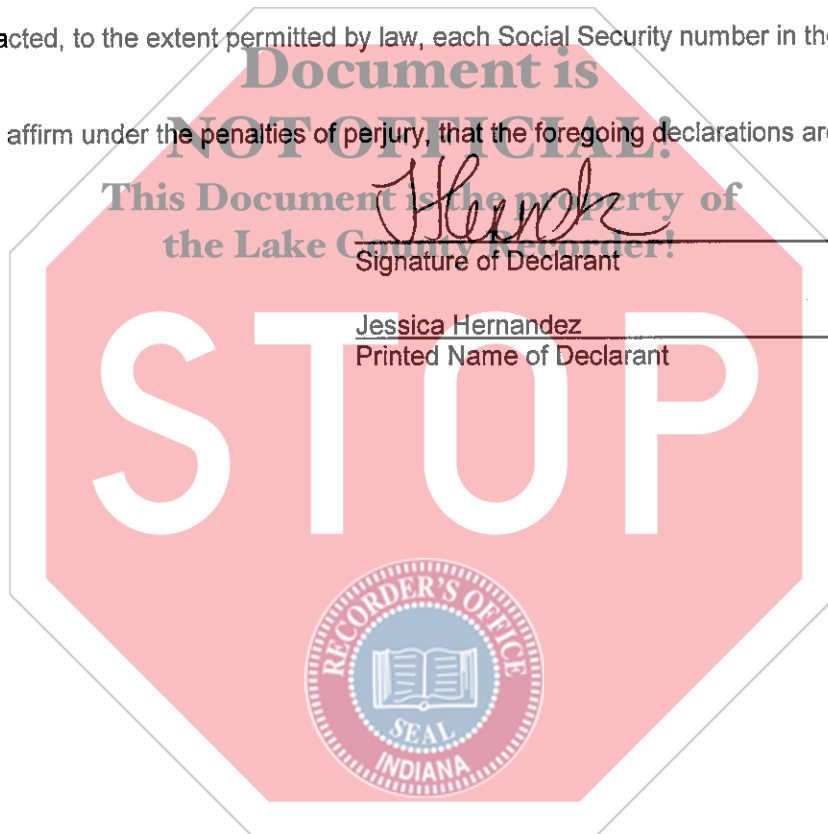 acted, to the extent permitted by law, each Social Security number in the
Document is
NOT OFFICIAL!
affirm under the penalties of perjury, that the foregoing declarations are
This Document is the property of
the Lake County Recorder!
Signature of Declarant
Jessica Hernandez
Printed Name of Declarant
STOP
RECORDER'S OFFICE
SEAL
INDIANA